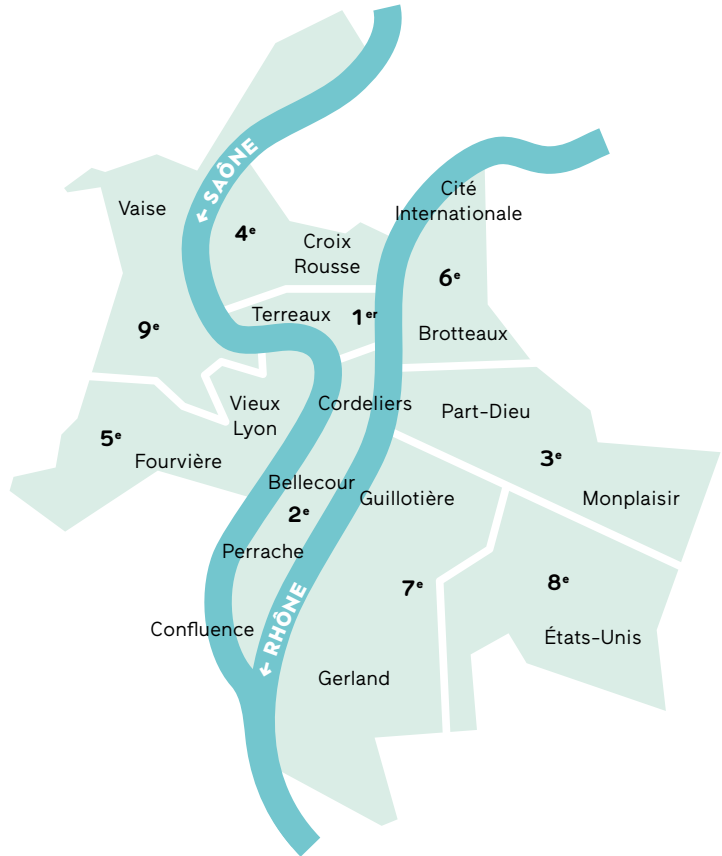 ← SAÔNE
Cité
Internationale
Vaise
4e
Croix
Rousse
6e
Terreaux
1er
9e
Brotteaux
Vieux
Lyon
Cordeliers
Part-Dieu
5e
Fourvière
3e
Bellecour
Guillotière
Monplaisir
2e
Perrache
7e
8e
← RHÔNE
Confluence
États-Unis
Gerland